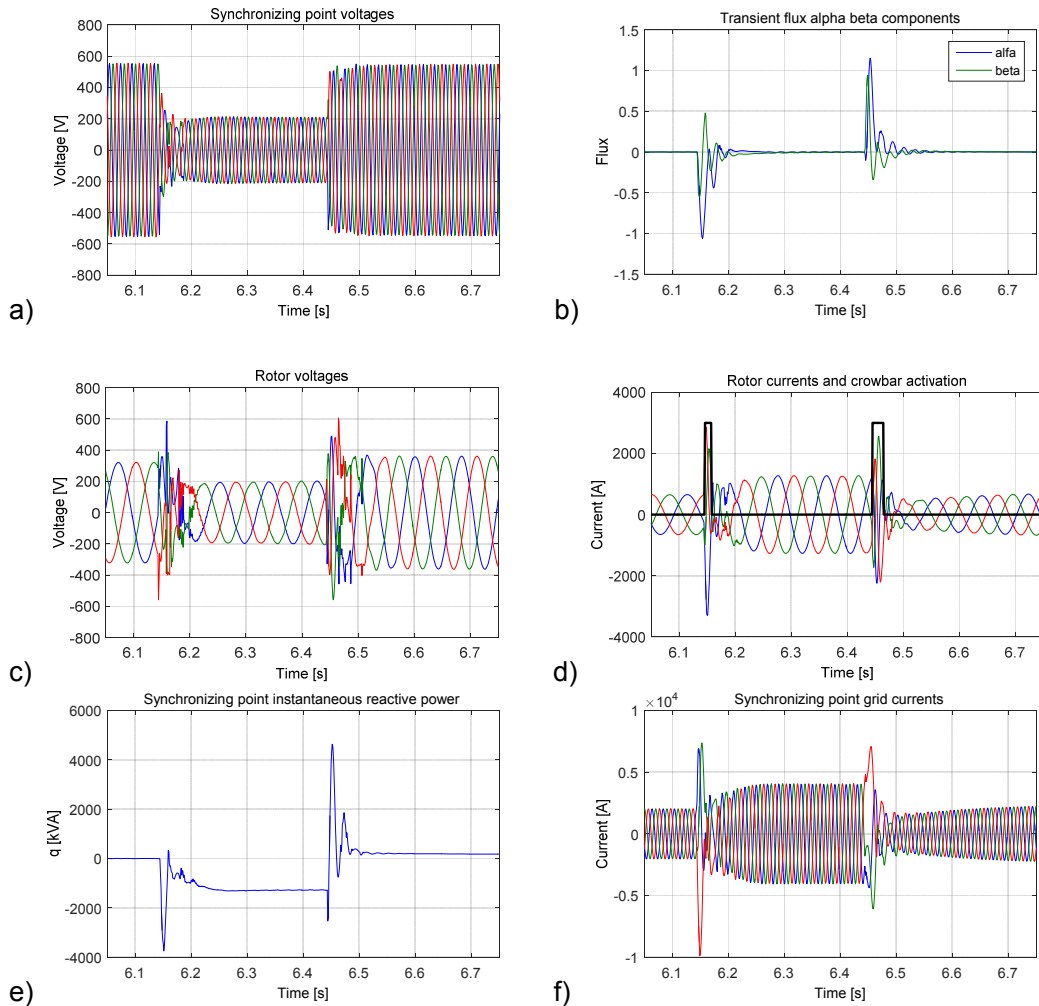 Synchronizing point voltages
800
600
400
200
0
-200
-400
-600
-800
Voltage [V]
6.1 6.2 6.3 6.4 6.5 6.6 6.7
Time [s]
a)
Transient flux alpha beta components
1.5
1
0.5
0
-0.5
-1
-1.5
Flux
alfa
beta
6.1 6.2 6.3 6.4 6.5 6.6 6.7
Time [s]
b)
Rotor voltages
800
600
400
200
0
-200
-400
-600
-800
Voltage [V]
6.1 6.2 6.3 6.4 6.5 6.6 6.7
Time [s]
c)
Rotor currents and crowbar activation
4000
2000
0
-2000
-4000
Current [A]
6.1 6.2 6.3 6.4 6.5 6.6 6.7
Time [s]
d)
Synchronizing point instantaneous reactive power
6000
4000
2000
0
-2000
-4000
q [kVA]
6.1 6.2 6.3 6.4 6.5 6.6 6.7
Time [s]
e)
Synchronizing point grid currents
×10^4
1
0.5
0
-0.5
-1
Current [A]
6.1 6.2 6.3 6.4 6.5 6.6 6.7
Time [s]
f)